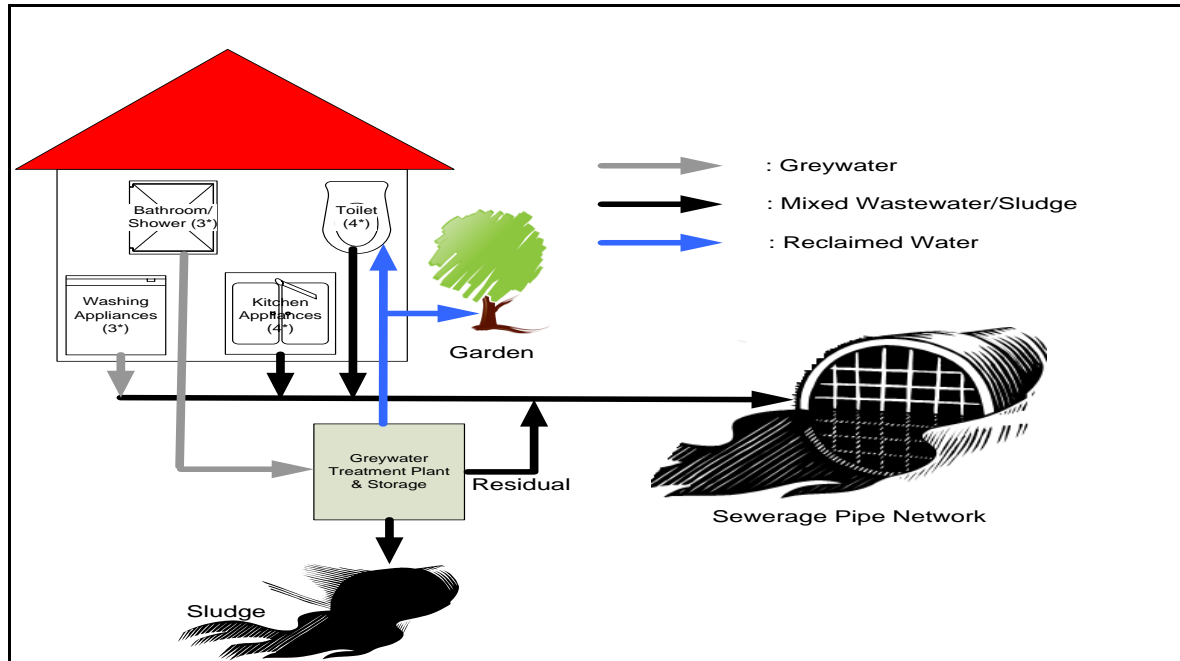 : Greywater
: Mixed Wastewater/Sludge
: Reclaimed Water
Bathroom/
Shower (3*)
Toilet
(4*)
Washing
Appliances
(3*)
Kitchen
Appliances
(4*)
Garden
Greywater
Treatment Plant
& Storage
Residual
Sewerage Pipe Network
Sludge